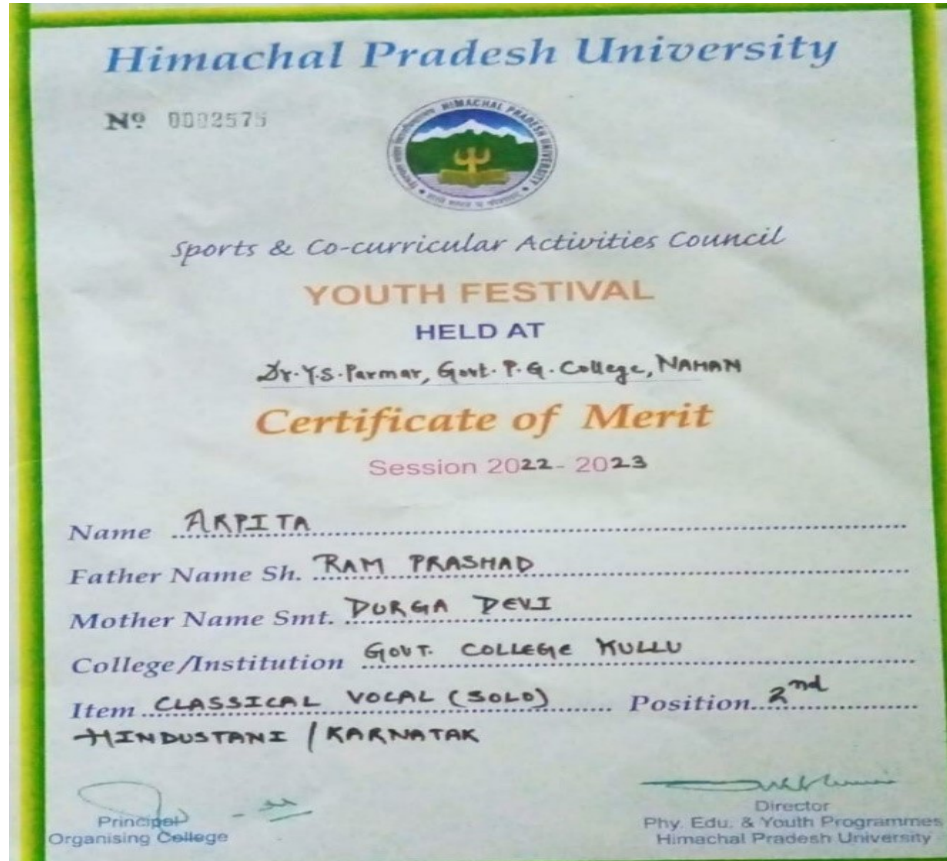 Himachal Pradesh University
Nº 0002575
HIMACHAL PRADESH UNIVERSITY
Sports & Co-curricular Activities Council
YOUTH FESTIVAL
HELD AT
Dr. Y.S. Parmar, Govt. P.G. College, NAHAN
Certificate of Merit
Session 2022-2023
Name ARPITA
Father Name Sh. RAM PRASHAD
Mother Name Smt. DURGA DEVI
College/Institution GOVT. COLLEGE KULLU
Item CLASSICAL VOCAL (SOLO) Position 2nd
HINDUSTANI / KARNATAK
Principal
Organising College
Director
Phy. Edu. & Youth Programmes
Himachal Pradesh University